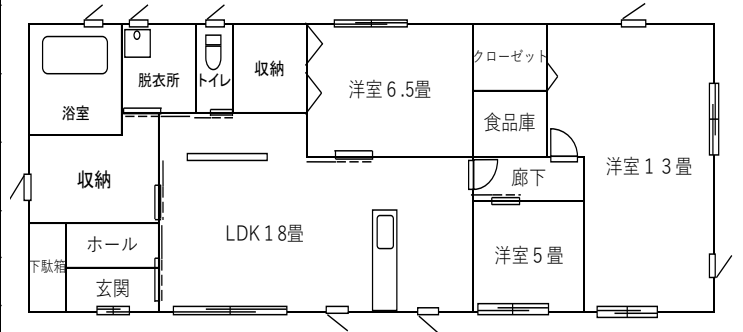 クローゼット
収納
脱衣所
トイレ
洋室６.5畳
浴室
食品庫
洋室１３畳
収納
廊下
LDK１8畳
ホール
洋室５畳
下駄箱
玄関